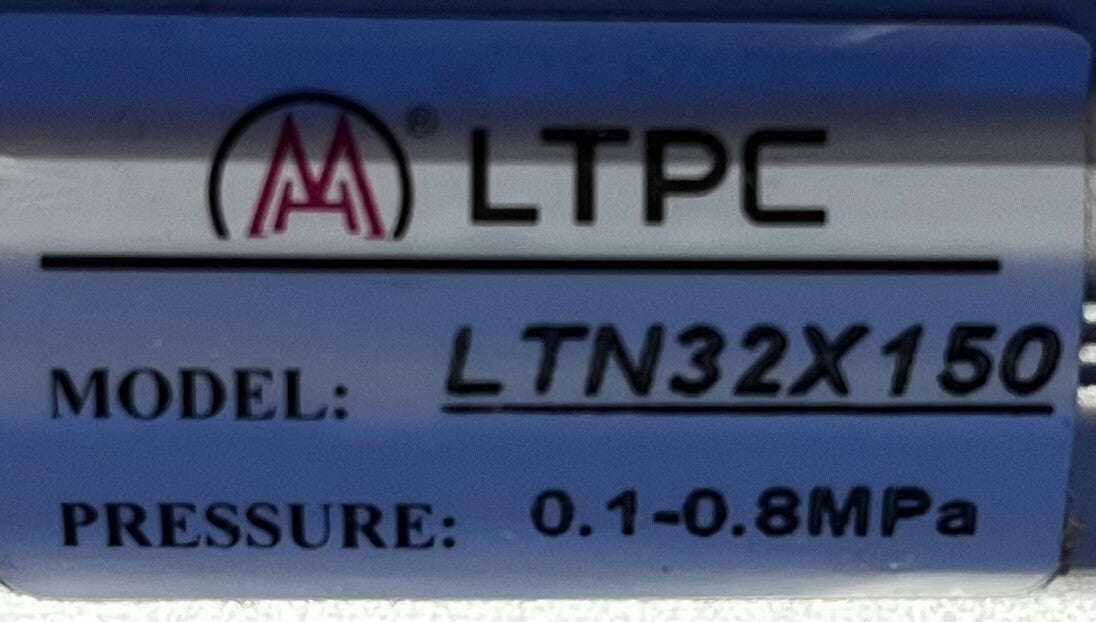 ® LTPC
MODEL: LTN32X150
PRESSURE: 0.1-0.8MPa